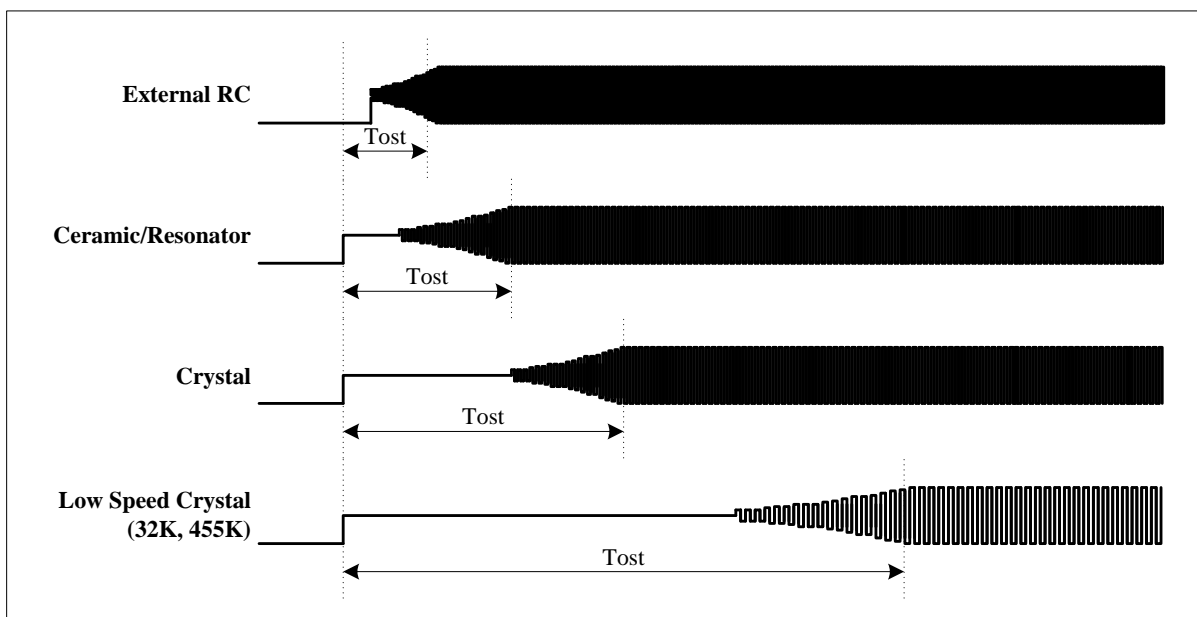 External RC
Tost
Ceramic/Resonator
Tost
Crystal
Tost
Low Speed Crystal
(32K, 455K)
Tost